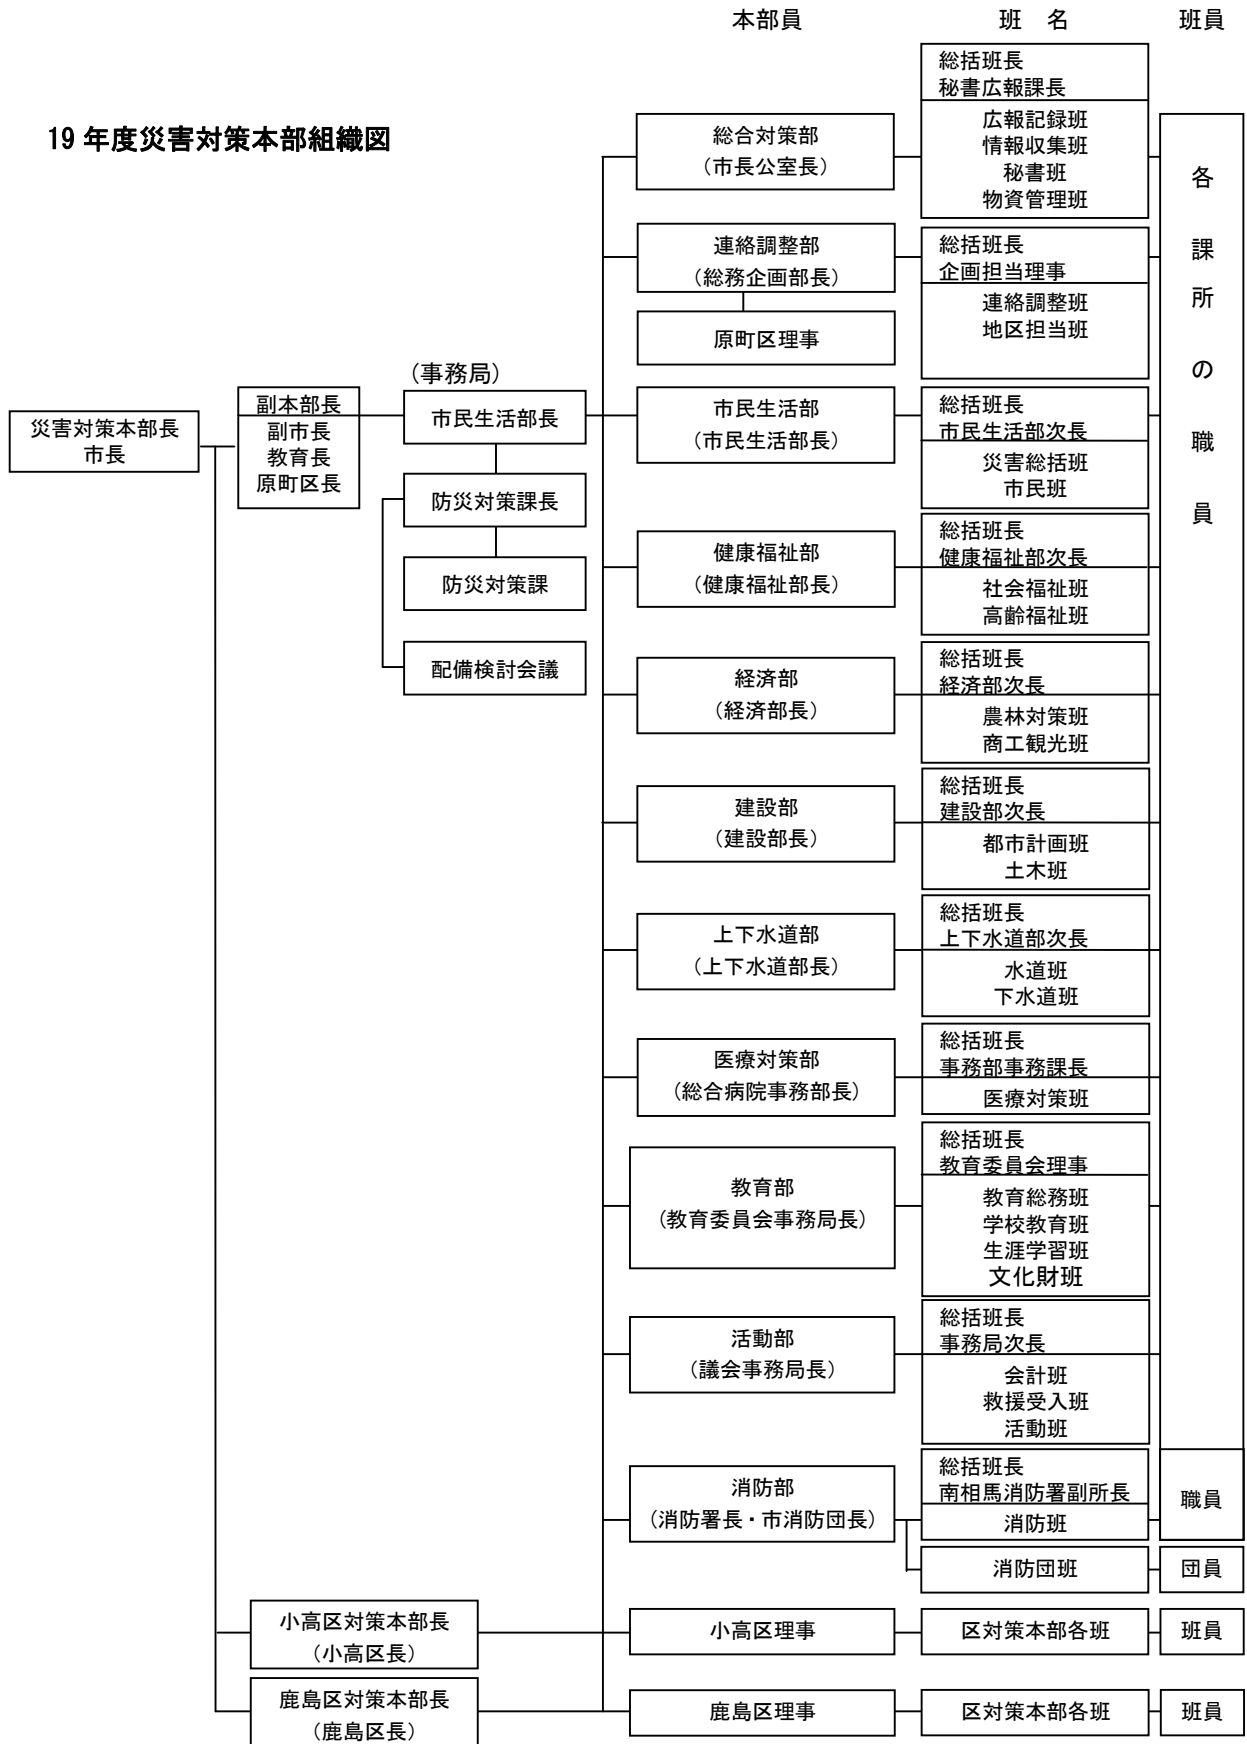 本部員
班　名
班員
19 年度災害対策本部組織図
災害対策本部長
市長
副本部長
副市長
教育長
原町区長
（事務局）
市民生活部長
防災対策課長
防災対策課
配備検討会議
総合対策部
（市長公室長）
総括班長
秘書広報課長
広報記録班
情報収集班
秘書班
物資管理班
連絡調整部
（総務企画部長）
原町区理事
総括班長
企画担当理事
連絡調整班
地区担当班
市民生活部
（市民生活部長）
総括班長
市民生活部次長
災害総括班
市民班
健康福祉部
（健康福祉部長）
総括班長
健康福祉部次長
社会福祉班
高齢福祉班
経済部
（経済部長）
総括班長
経済部次長
農林対策班
商工観光班
建設部
（建設部長）
総括班長
建設部次長
都市計画班
土木班
上下水道部
（上下水道部長）
総括班長
上下水道部次長
水道班
下水道班
医療対策部
（総合病院事務部長）
総括班長
事務部事務課長
医療対策班
教育部
（教育委員会事務局長）
総括班長
教育委員会理事
教育総務班
学校教育班
生涯学習班
文化財班
活動部
（議会事務局長）
総括班長
事務局次長
会計班
救援受入班
活動班
各課所の職員
消防部
（消防署長・市消防団長）
総括班長
南相馬消防署副所長
消防班
職員
消防団班
団員
小高区対策本部長
（小高区長）
小高区理事
区対策本部各班
班員
鹿島区対策本部長
（鹿島区長）
鹿島区理事
区対策本部各班
班員